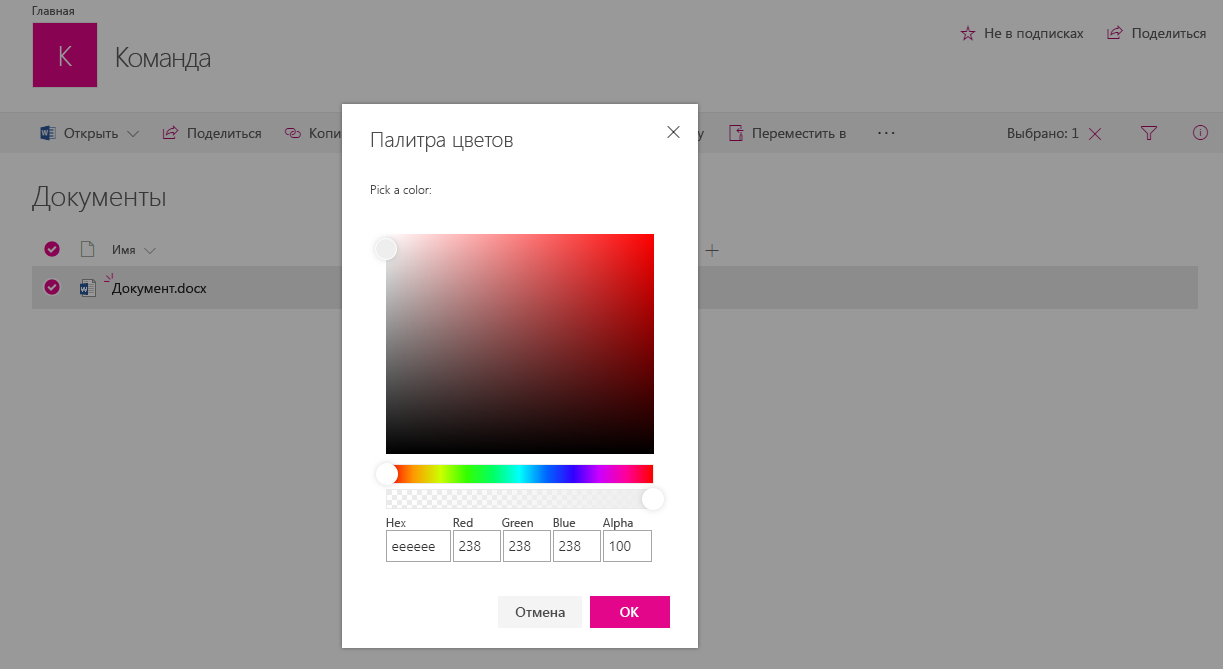 Главная
К
Команда
Не в подписках
Поделиться
Открыть
Поделиться
Переместить в
...
Выбрано: 1
Палитра цветов
Pick a color:
Документы
Имя
Документ.docx
Hex Red Green Blue Alpha
eeeeee 238 238 238 100
Отмена OK